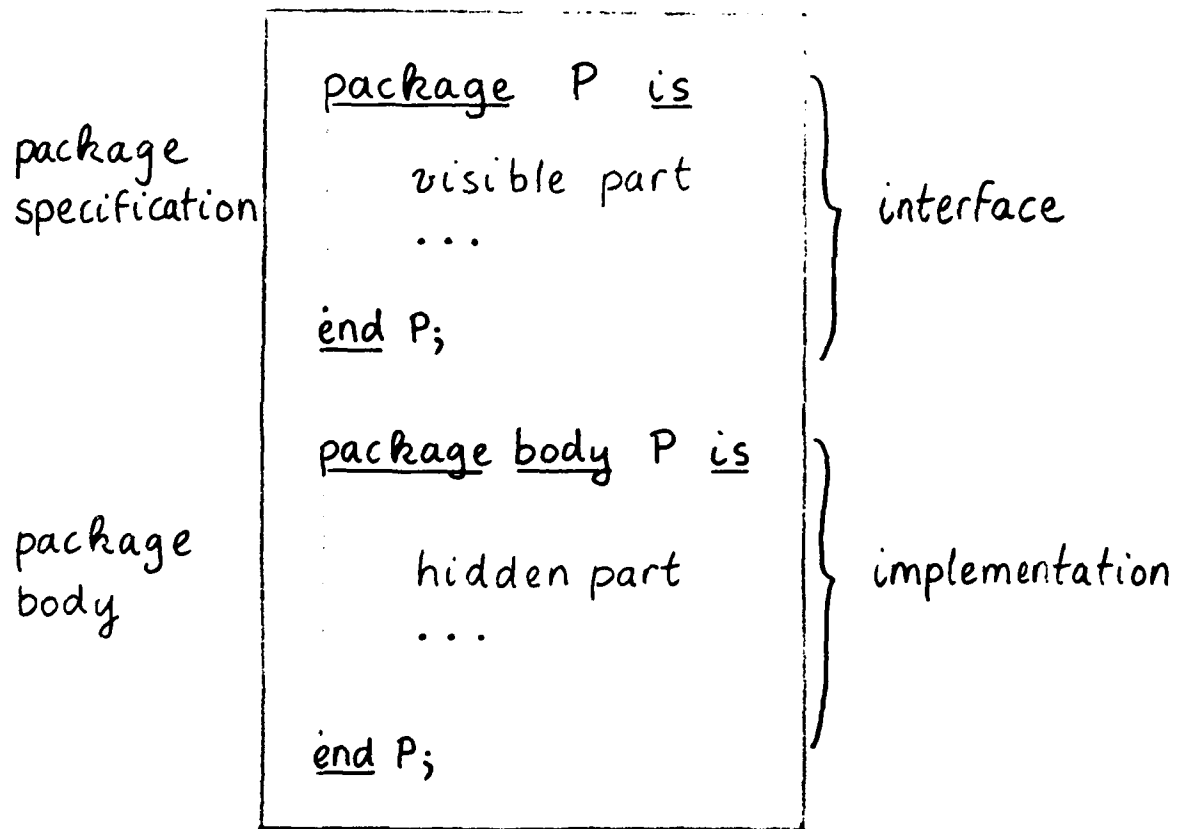 package P is
package
specification
visible part
...
interface
end P;
package body P is
package
body
hidden part
...
implementation
end P;